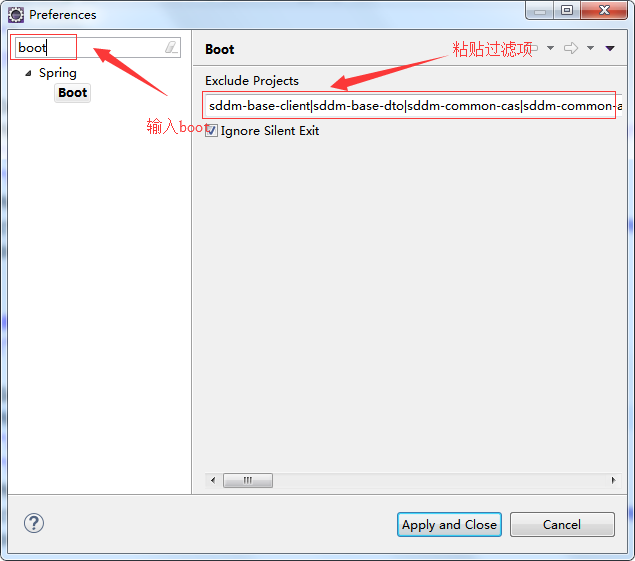 Preferences
boot
Boot
粘贴过滤项
Spring
Boot
Exclude Projects
sddm-base-client|sddm-base-dto|sddm-common-cas|sddm-common-a
输入boot
Ignore Silent Exit
Apply and Close
Cancel